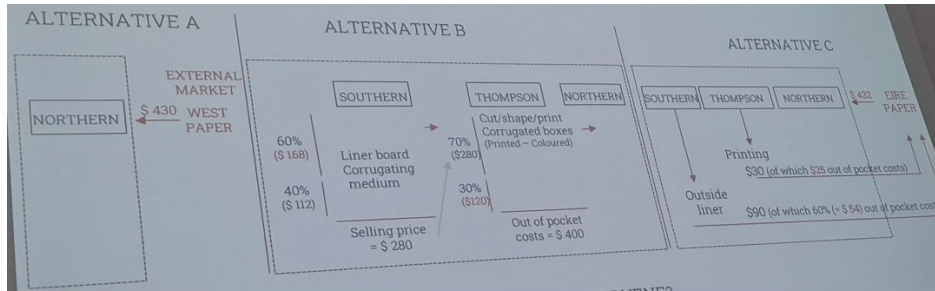 ALTERNATIVE A
NORTHERN
EXTERNAL
MARKET
$ 430 WEST
PAPER
ALTERNATIVE B
SOUTHERN
THOMPSON
NORTHERN
60%
($ 168)
40%
($ 112)
Liner board
Corrugating
medium
Selling price
= $ 280
70%
($280)
30%
($120)
Cut/shape/print
Corrugated boxes
(Printed – Coloured)
Out of pocket
costs = $ 400
ALTERNATIVE C
SOUTHERN
THOMPSON
NORTHERN
$ 432 EIRE
PAPER
Printing
$30 (of which $25 out of pocket costs)
Outside
liner
$90 (of which 60% (= $ 54) out of pocket cos